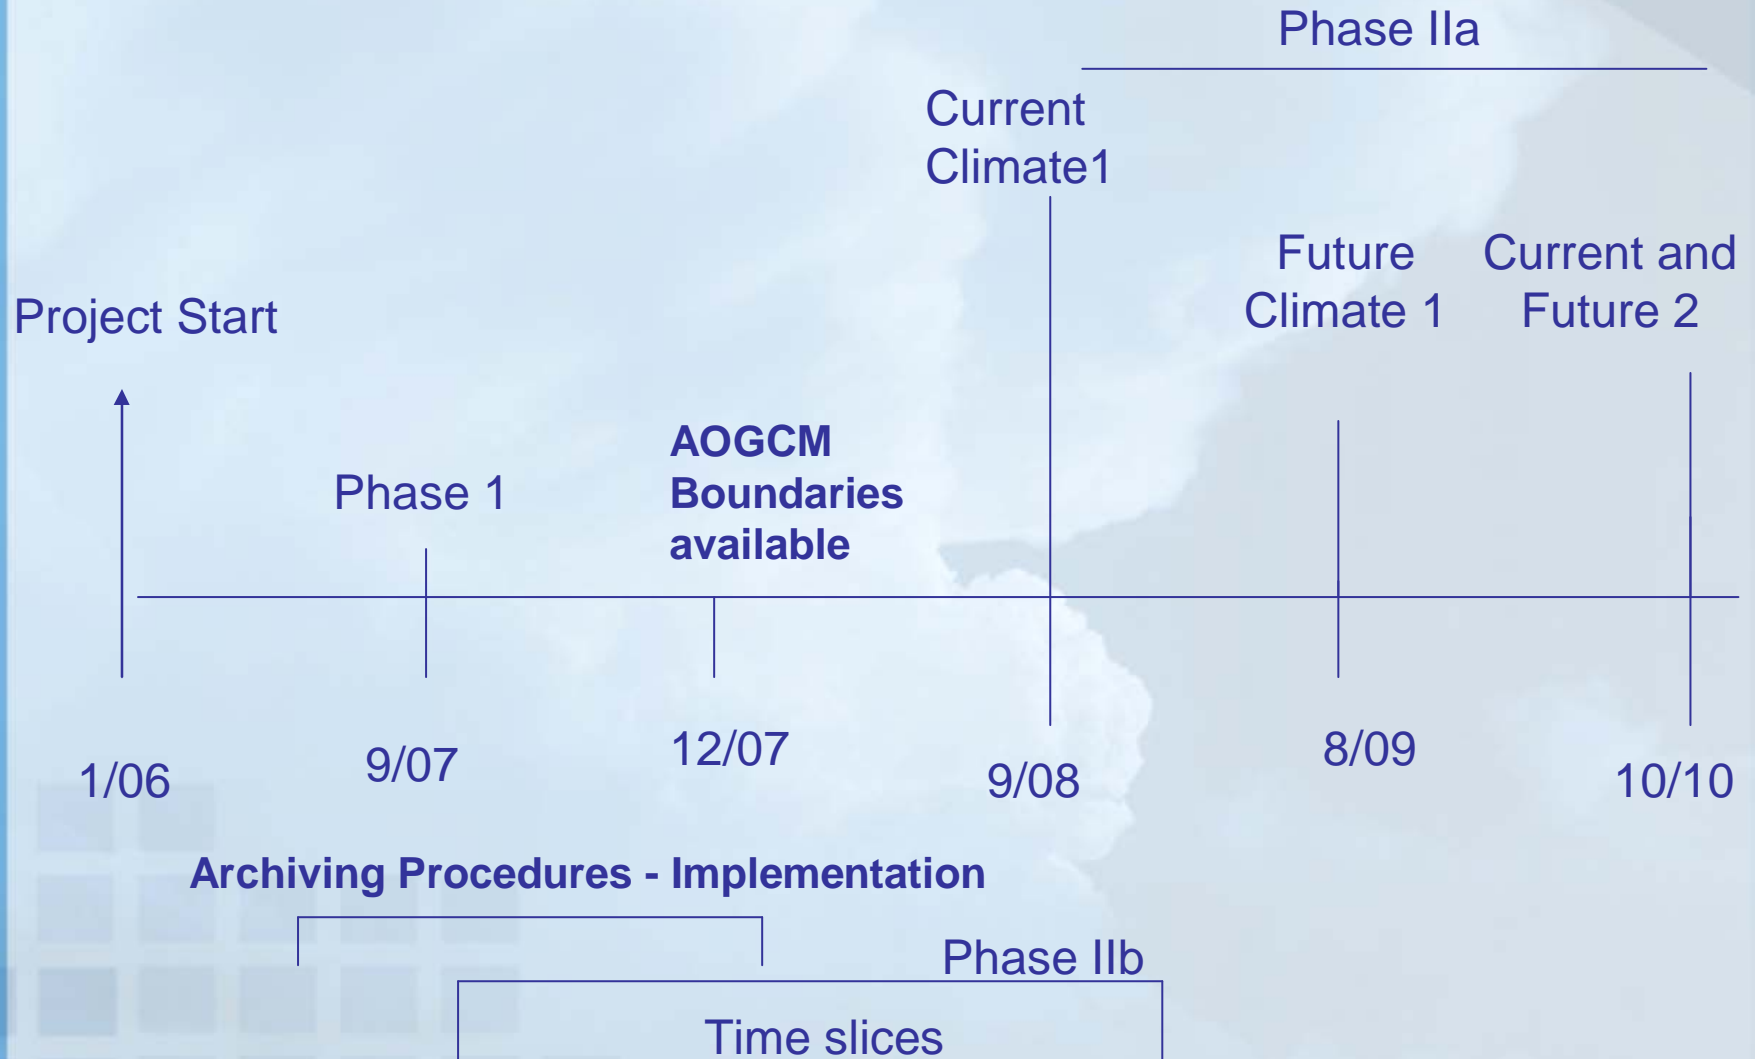 Phase IIa
Current
Climate1
Future
Climate 1
Current and
Future 2
Project Start
AOGCM
Boundaries
available
Phase 1
1/06
9/07
12/07
9/08
8/09
10/10
Archiving Procedures - Implementation
Phase IIb
Time slices